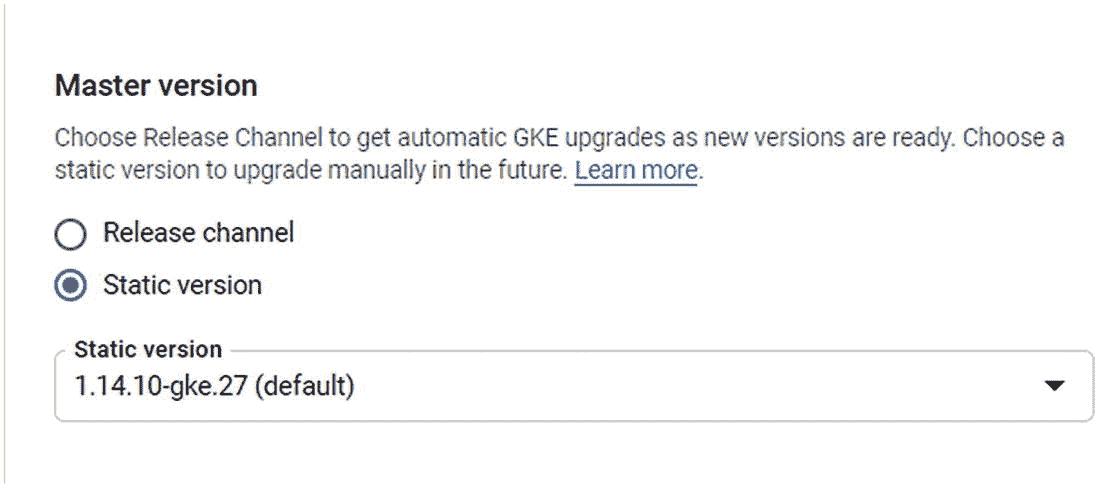 Master version
Choose Release Channel to get automatic GKE upgrades as new versions are ready. Choose a
static version to upgrade manually in the future. Learn more.
Release channel
Static version
Static version
1.14.10-gke.27 (default)